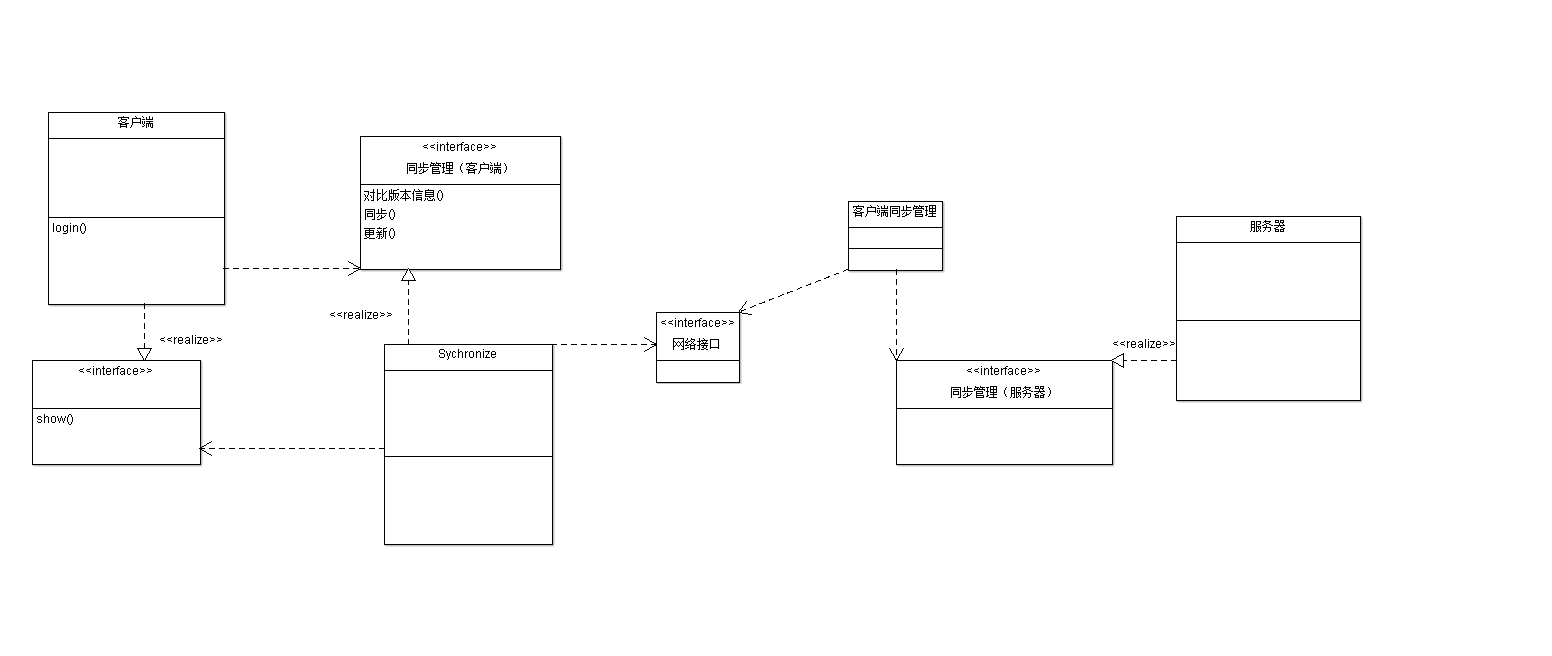 客户端
login()
<<realize>>
<<interface>>
show()
<<interface>>
同步管理（客户端）
对比版本信息()
同步()
更新()
<<realize>>
Sychronize
<<interface>>
网络接口
客户端同步管理
<<interface>>
同步管理（服务器）
<<realize>>
服务器